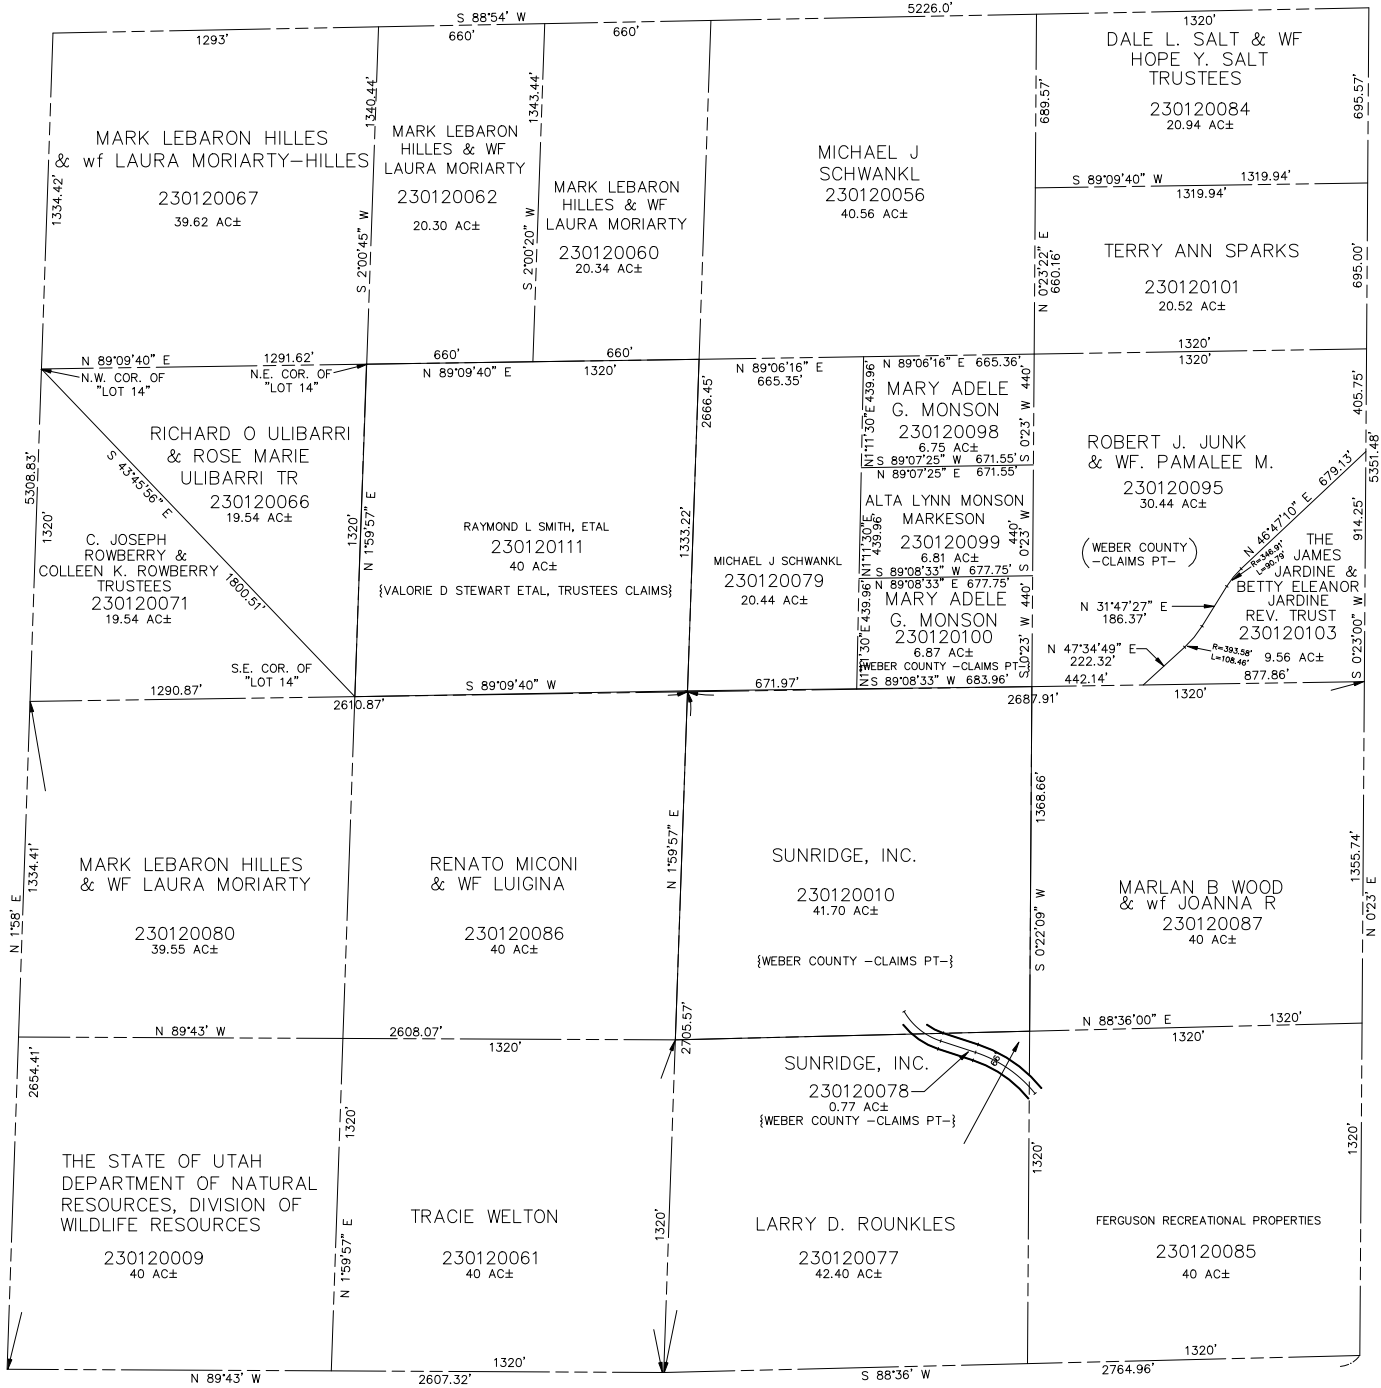 S 88°54' W
5226.0'
1293'
660'
660'
1320'
1340.44'
1343.44'
689.57'
695.57'
1334.42'
MARK LEBARON HILLES
& wf LAURA MORIARTY-HILLES
230120067
39.62 AC±
MARK LEBARON
HILLES & WF
LAURA MORIARTY
230120062
20.30 AC±
MARK LEBARON
HILLES & WF
LAURA MORIARTY
230120060
20.34 AC±
S 2°00'45" W
S 2°00'20" W
MICHAEL J
SCHWANKL
230120056
40.56 AC±
DALE L. SALT & WF
HOPE Y. SALT
TRUSTEES
230120084
20.94 AC±
S 89°09'40" W
1319.94'
1319.94'
N 0°23'22" E
660.16'
695.00'
TERRY ANN SPARKS
230120101
20.52 AC±
N 89°09'40" E
1291.62'
660'
660'
1320'
N.W. COR. OF
"LOT 14"
N.E. COR. OF
"LOT 14"
N 89°09'40" E
1320'
N 89°06'16" E
665.35'
N 89°06'16" E 665.36'
1320'
2666.45'
405.75'
5351.48'
5308.83'
1320'
RICHARD O ULIBARRI
& ROSE MARIE
ULIBARRI TR
230120066
19.54 AC±
S 43°45'56" E
1800.51'
C. JOSEPH
ROWBERRY &
COLLEEN K. ROWBERRY
TRUSTEES
230120071
19.54 AC±
S.E. COR. OF
"LOT 14"
1320'
N 1°59'57" E
RAYMOND L SMITH, ETAL
230120111
40 AC±
{VALORIE D STEWART ETAL, TRUSTEES CLAIMS}
1333.22'
MICHAEL J SCHWANKL
230120079
20.44 AC±
N1°11'30"E 439.96'
MARY ADELE
G. MONSON
230120098
6.75 AC±
S 0°23' W 440'
S 89°07'25" W 671.55'
N 89°07'25" E 671.55'
N1°11'30"E
439.96'
ALTA LYNN MONSON
MARKESON
230120099
6.81 AC±
440'
S 0°23' W
S 89°08'33" W 677.75'
N 89°08'33" E 677.75'
N1°11'30"E 439.96'
MARY ADELE
G. MONSON
230120100
6.87 AC±
{WEBER COUNTY -CLAIMS PT-}
S 0°23' W 440'
S 89°08'33" W 683.96'
ROBERT J. JUNK
& WF. PAMALEE M.
230120095
30.44 AC±
(WEBER COUNTY
-CLAIMS PT-)
N 46°47'10" E 679.13'
R=346.91'
L=90.79'
914.25'
THE
JAMES
JARDINE &
BETTY ELEANOR
JARDINE
REV. TRUST
230120103
9.56 AC±
N 31°47'27" E
186.37'
N 47°34'49" E
222.32'
R=393.58'
L=108.46'
S 0°23'00" W
442.14'
877.86'
1290.87'
S 89°09'40" W
671.97'
1320'
2610.87'
2687.91'
MARK LEBARON HILLES
& WF LAURA MORIARTY
230120080
39.55 AC±
1334.41'
N 1°58' E
RENATO MICONI
& WF LUIGINA
230120086
40 AC±
N 1°59'57" E
SUNRIDGE, INC.
230120010
41.70 AC±
{WEBER COUNTY -CLAIMS PT-}
1368.66'
S 0°22'09" W
MARLAN B WOOD
& wf JOANNA R
230120087
40 AC±
1355.74'
N 0°23' E
N 89°43' W
2608.07'
1320'
2705.57'
N 88°36'00" E
1320'
1320'
2654.41'
SUNRIDGE, INC.
230120078
0.77 AC±
{WEBER COUNTY -CLAIMS PT-}
66'
1320'
1320'
1320'
THE STATE OF UTAH
DEPARTMENT OF NATURAL
RESOURCES, DIVISION OF
WILDLIFE RESOURCES
230120009
40 AC±
N 1°59'57" E
TRACIE WELTON
230120061
40 AC±
1320'
LARRY D. ROUNKLES
230120077
42.40 AC±
FERGUSON RECREATIONAL PROPERTIES
230120085
40 AC±
1320'
1320'
N 89°43' W
2607.32'
S 88°36' W
2764.96'